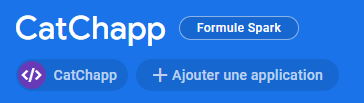 CatChapp Formule Spark
</> CatChapp + Ajouter une application